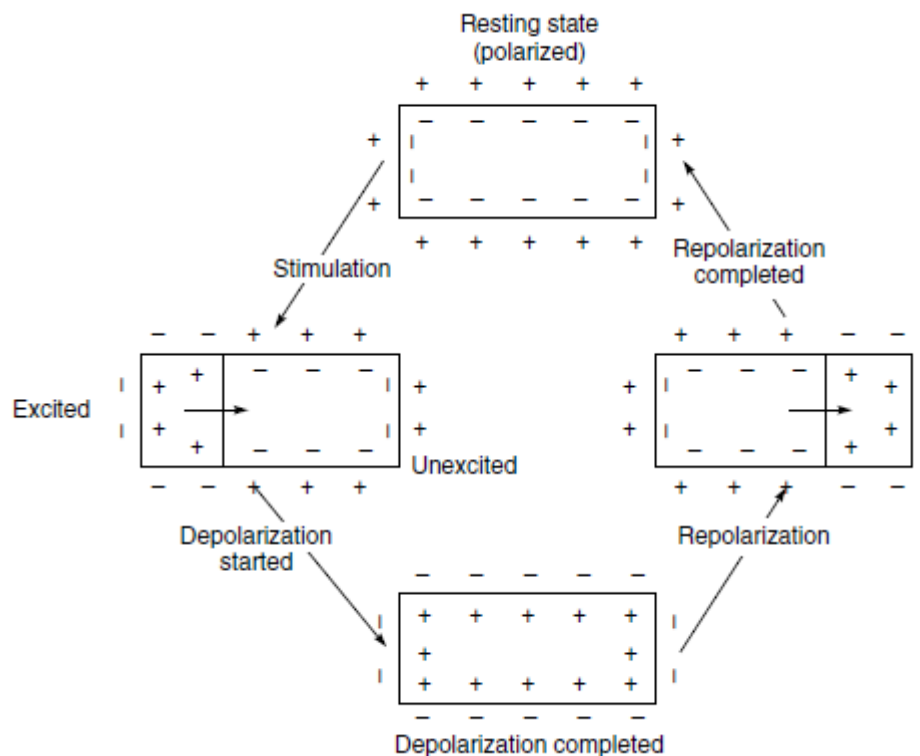 Resting state
(polarized)
+ + + + +
+ – – – – – +
+ – – – – – +
+ + + + +
Stimulation
Repolarization
completed
– – + + +
+ + – – – +
Excited
+ + – – – +
Unexcited
– – + + +
+ + + – –
+ – – – + +
+ – – – + +
+ + + – –
Depolarization
started
Repolarization
– – – – –
+ + + + +
+ +
+ + + + +
– – – – –
Depolarization completed